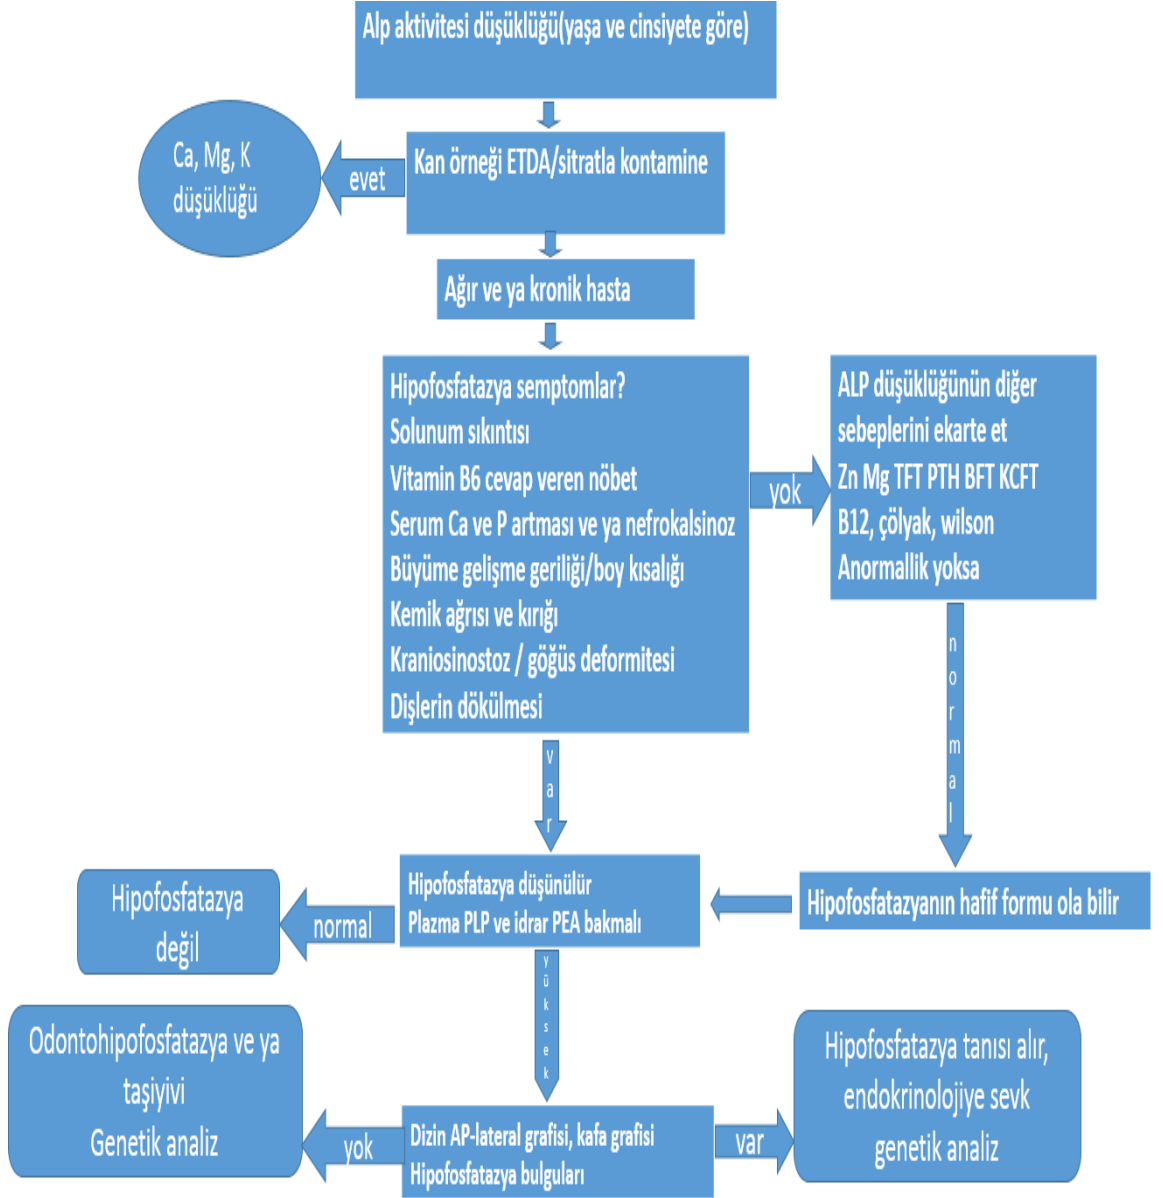 Alp aktivitesi düşüklüğü(yaşa ve cinsiyete göre)
Kan örneği ETDA/sitratla kontamine
evet
Ca, Mg, K
düşüklüğü
Ağır ve ya kronik hasta
Hipofosfatazya semptomlar?
Solunum sıkıntısı
Vitamin B6 cevap veren nöbet
Serum Ca ve P artması ve ya nefrokalsinoz
Büyüme gelişme geriliği/boy kısalığı
Kemik ağrısı ve kırığı
Kraniosinostoz / göğüs deformitesi
Dişlerin dökülmesi
yok
ALP düşüklüğünün diğer
sebeplerini ekarte et
Zn Mg TFT PTH BFT KCFT
B12, çölyak, wilson
Anormallik yoksa
normal
var
Hipofosfatazyanın hafif formu ola bilir
Hipofosfatazya düşünülür
Plazma PLP ve idrar PEA bakmalı
normal
Hipofosfatazya
değil
yüksek
Dizin AP-lateral grafisi, kafa grafisi
Hipofosfatazya bulguları
yok
Odontohipofosfatazya ve ya
taşiyivi
Genetik analiz
var
Hipofosfatazya tanısı alır,
endokrinolojiye sevk
genetik analiz